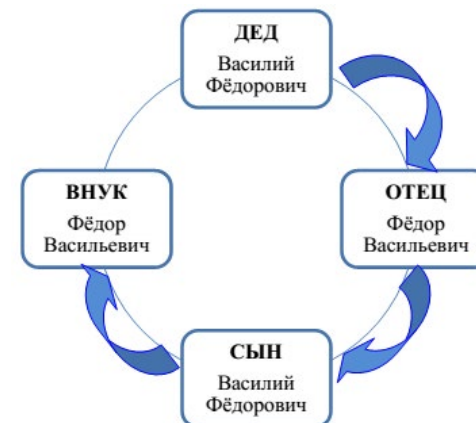 ДЕД
Василий
Фёдорович
ОТЕЦ
Фёдор
Васильевич
СЫН
Василий
Фёдорович
ВНУК
Фёдор
Васильевич